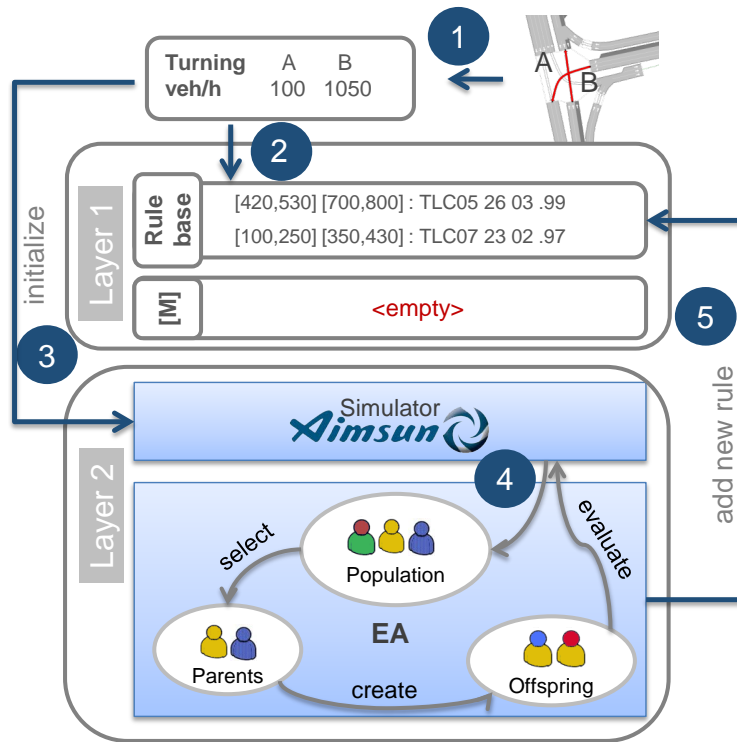 1
Turning A B
veh/h 100 1050
A
B
2
Layer 1
Rule
base
[420,530] [700,800] : TLC05 26 03 .99
[100,250] [350,430] : TLC07 23 02 .97
[M]
<empty>
initialize
3
5
add new rule
Layer 2
Simulator
Aimsun
4
select
Population
evaluate
EA
Parents
create
Offspring